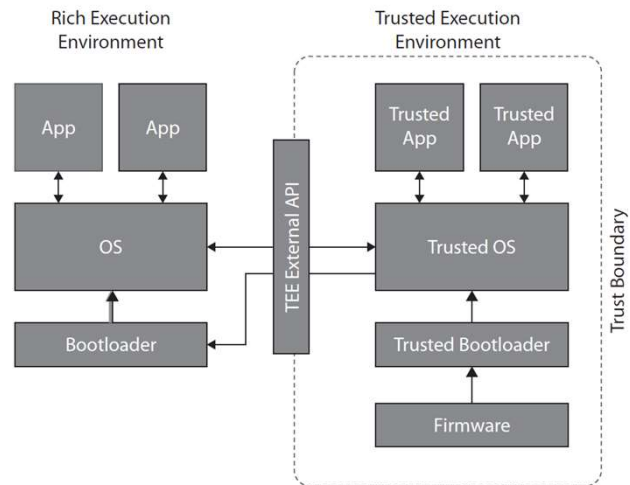 Rich Execution
Environment
Trusted Execution
Environment
App
App
Trusted
App
Trusted
App
OS
TEE External API
Trusted OS
Trust Boundary
Bootloader
Trusted Bootloader
Firmware